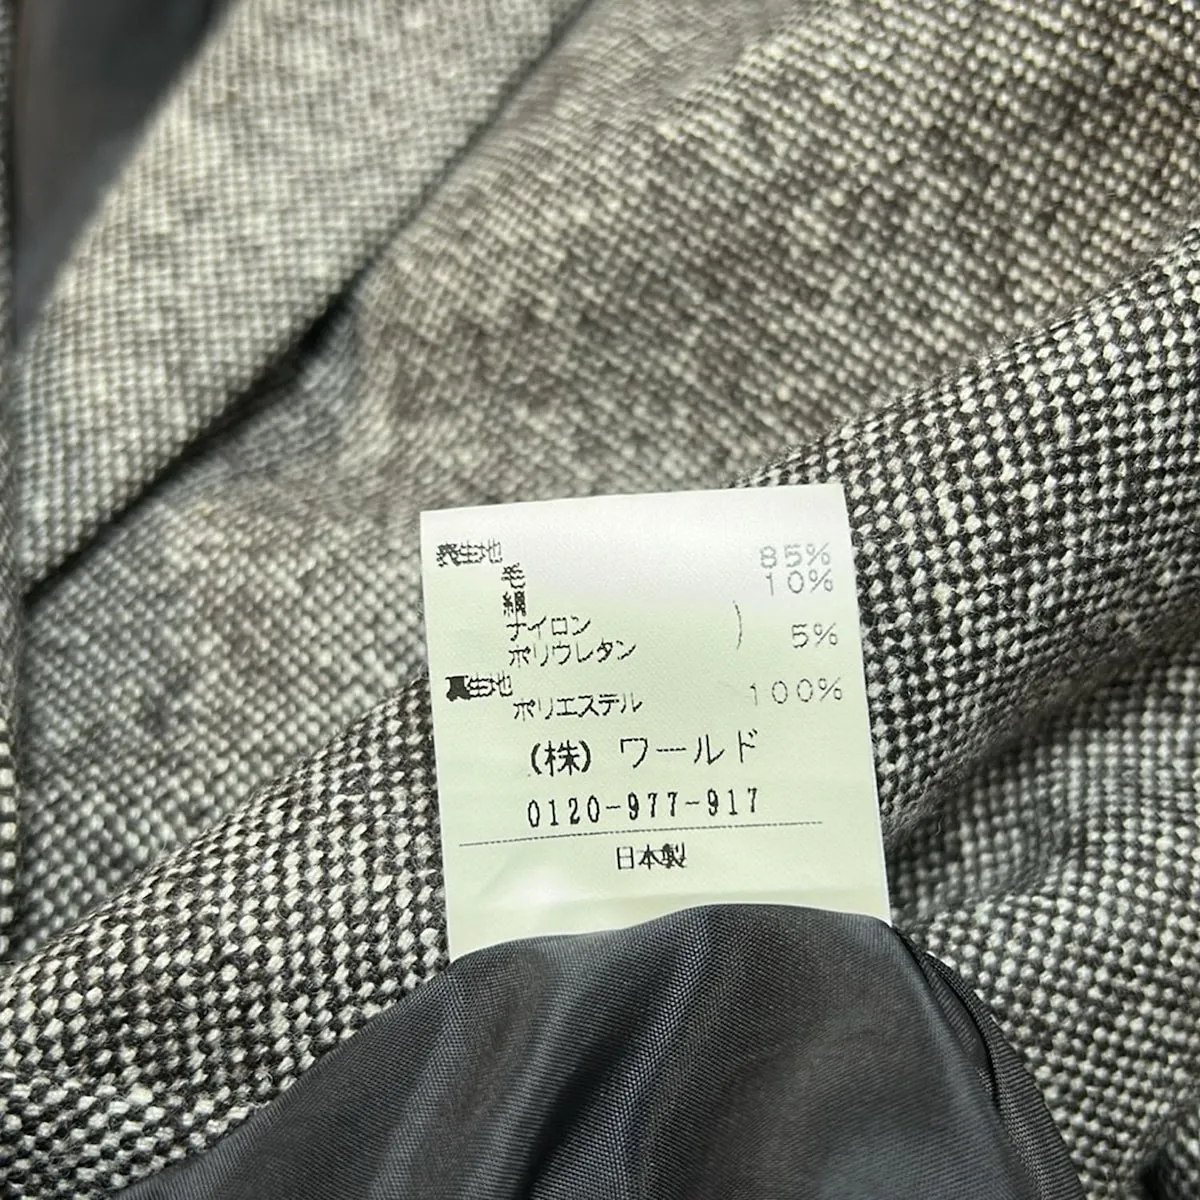 表生地
毛 85%
絹 10%
ナイロン
ポリウレタン ) 5%
裏生地
ポリエステル 100%
(株) ワールド
0120-977-917
日本製